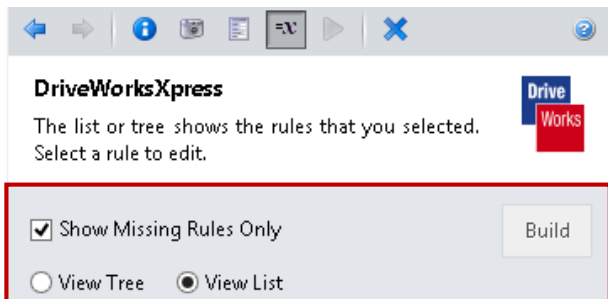 =x
?
DriveWorksXpress
Drive
Works
The list or tree shows the rules that you selected.
Select a rule to edit.
Show Missing Rules Only
Build
View Tree
View List